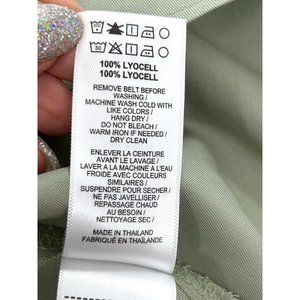 100% LYOCELL
100% LYOCELL
REMOVE BELT BEFORE
WASHING /
MACHINE WASH COLD WITH
LIKE COLORS /
HANG DRY /
DO NOT BLEACH /
WARM IRON IF NEEDED /
DRY CLEAN
ENLEVER LA CEINTURE
AVANT LE LAVAGE /
LAVER A LA MACHINE A L'EAU
FROIDE AVEC COULEURS
SIMILAIRES /
SUSPENDRE POUR SECHER /
NE PAS JAVELLISER /
REPASSAGE CHAUD
AU BESOIN /
NETTOYAGE SEC /
MADE IN THAILAND
FABRIQUÉ EN THAÏLANDE